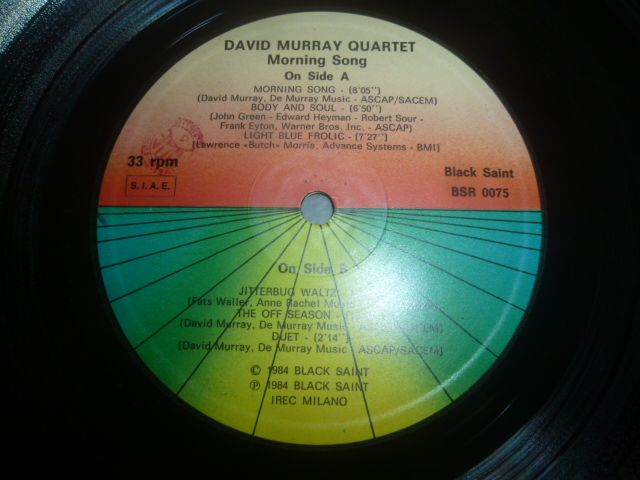 DAVID MURRAY QUARTET
Morning Song
On Side A
MORNING SONG - (8'05'')
(David Murray, De Murray Music - ASCAP/SACEM)
BODY AND SOUL - (6'50'')
(John Green - Edward Heyman - Robert Sour -
Frank Eyton, Warner Bros. Inc. - ASCAP)
LIGHT BLUE FROLIC - (7'27'')
(Lawrence «Butch» Morris, Advance Systems - BMI)
33 rpm
S.I.A.E.
Black Saint
BSR 0075
On Side B
JITTERBUG WALTZ
(Fats Waller, Anne Rachel
THE OFF SEASON -
(David Murray, De Murray Music - ASCAP/SACEM)
DUET - (2'14'')
(David Murray, De Murray Music - ASCAP/SACEM)
© 1984 BLACK SAINT
℗ 1984 BLACK SAINT
IREC MILANO